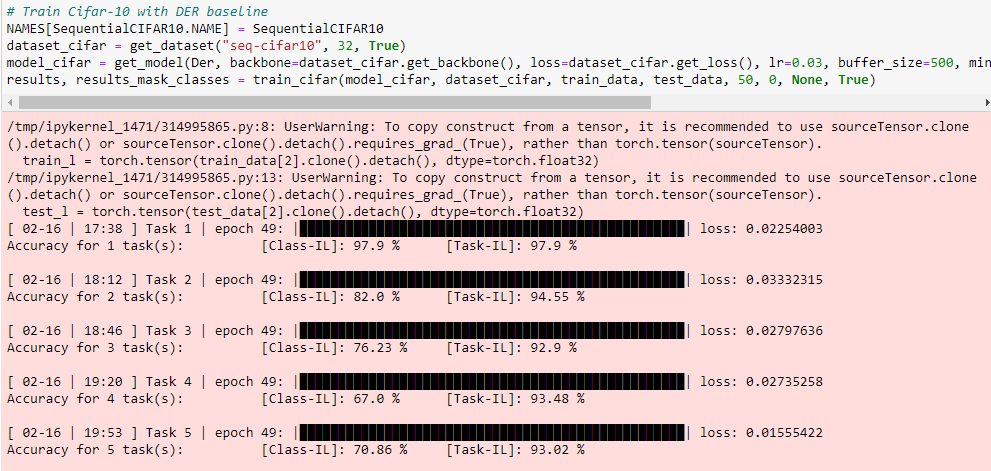 # Train Cifar-10 with DER baseline
NAMES[SequentialCIFAR10.NAME] = SequentialCIFAR10
dataset_cifar = get_dataset("seq-cifar10", 32, True)
model_cifar = get_model(Der, backbone=dataset_cifar.get_backbone(), loss=dataset_cifar.get_loss(), lr=0.03, buffer_size=500, min
results, results_mask_classes = train_cifar(model_cifar, dataset_cifar, train_data, test_data, 50, 0, None, True)
/tmp/ipykernel_1471/314995865.py:8: UserWarning: To copy construct from a tensor, it is recommended to use sourceTensor.clone
().detach() or sourceTensor.clone().detach().requires_grad_(True), rather than torch.tensor(sourceTensor).
  train_l = torch.tensor(train_data[2].clone().detach(), dtype=torch.float32)
/tmp/ipykernel_1471/314995865.py:13: UserWarning: To copy construct from a tensor, it is recommended to use sourceTensor.clone
().detach() or sourceTensor.clone().detach().requires_grad_(True), rather than torch.tensor(sourceTensor).
  test_l = torch.tensor(test_data[2].clone().detach(), dtype=torch.float32)
[ 02-16 | 17:38 ] Task 1 | epoch 49: | | loss: 0.02254003
Accuracy for 1 task(s): [Class-IL]: 97.9 % [Task-IL]: 97.9 %
[ 02-16 | 18:12 ] Task 2 | epoch 49: | | loss: 0.03332315
Accuracy for 2 task(s): [Class-IL]: 82.0 % [Task-IL]: 94.55 %
[ 02-16 | 18:46 ] Task 3 | epoch 49: | | loss: 0.02797636
Accuracy for 3 task(s): [Class-IL]: 76.23 % [Task-IL]: 92.9 %
[ 02-16 | 19:20 ] Task 4 | epoch 49: | | loss: 0.02735258
Accuracy for 4 task(s): [Class-IL]: 67.0 % [Task-IL]: 93.48 %
[ 02-16 | 19:53 ] Task 5 | epoch 49: | | loss: 0.01555422
Accuracy for 5 task(s): [Class-IL]: 70.86 % [Task-IL]: 93.02 %